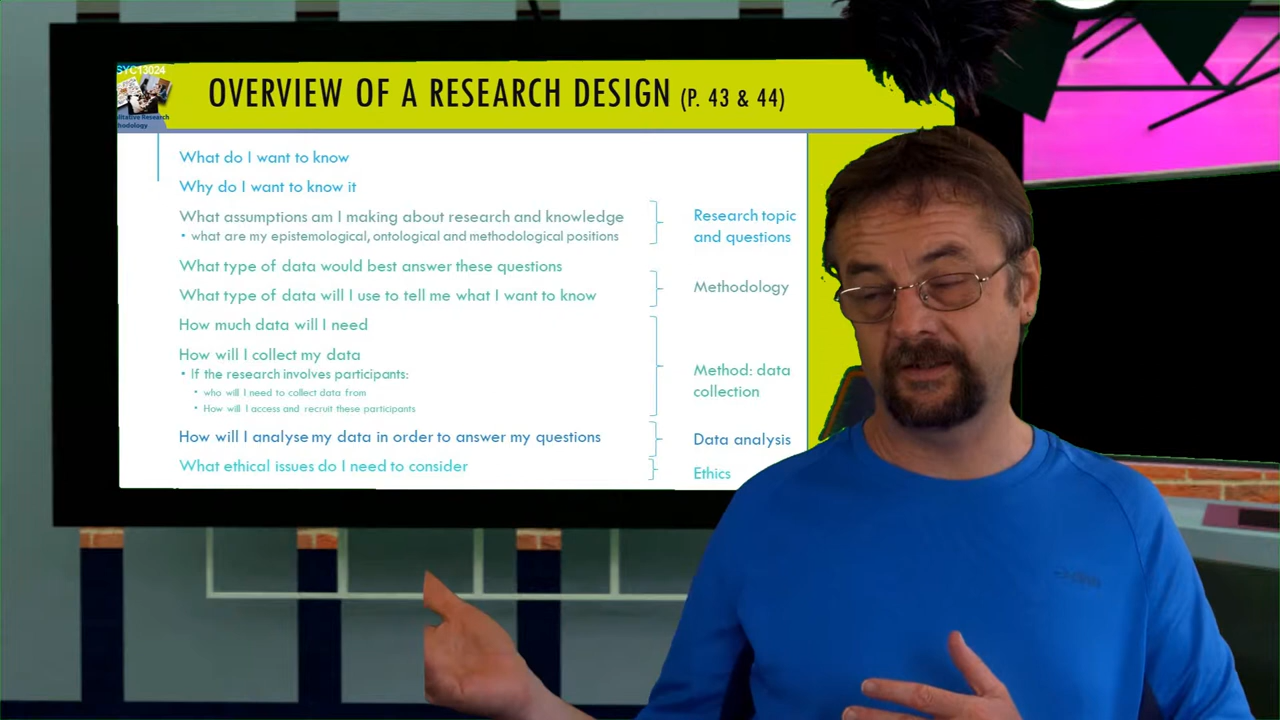 SYC13024
litative Research
hodology
OVERVIEW OF A RESEARCH DESIGN (P. 43 & 44)
What do I want to know
Why do I want to know it
What assumptions am I making about research and knowledge
• what are my epistemological, ontological and methodological positions
Research topic
and questions
What type of data would best answer these questions
What type of data will I use to tell me what I want to know
Methodology
How much data will I need
How will I collect my data
• If the research involves participants:
• who will I need to collect data from
• How will I access and recruit these participants
Method: data
collection
How will I analyse my data in order to answer my questions
Data analysis
What ethical issues do I need to consider
Ethics